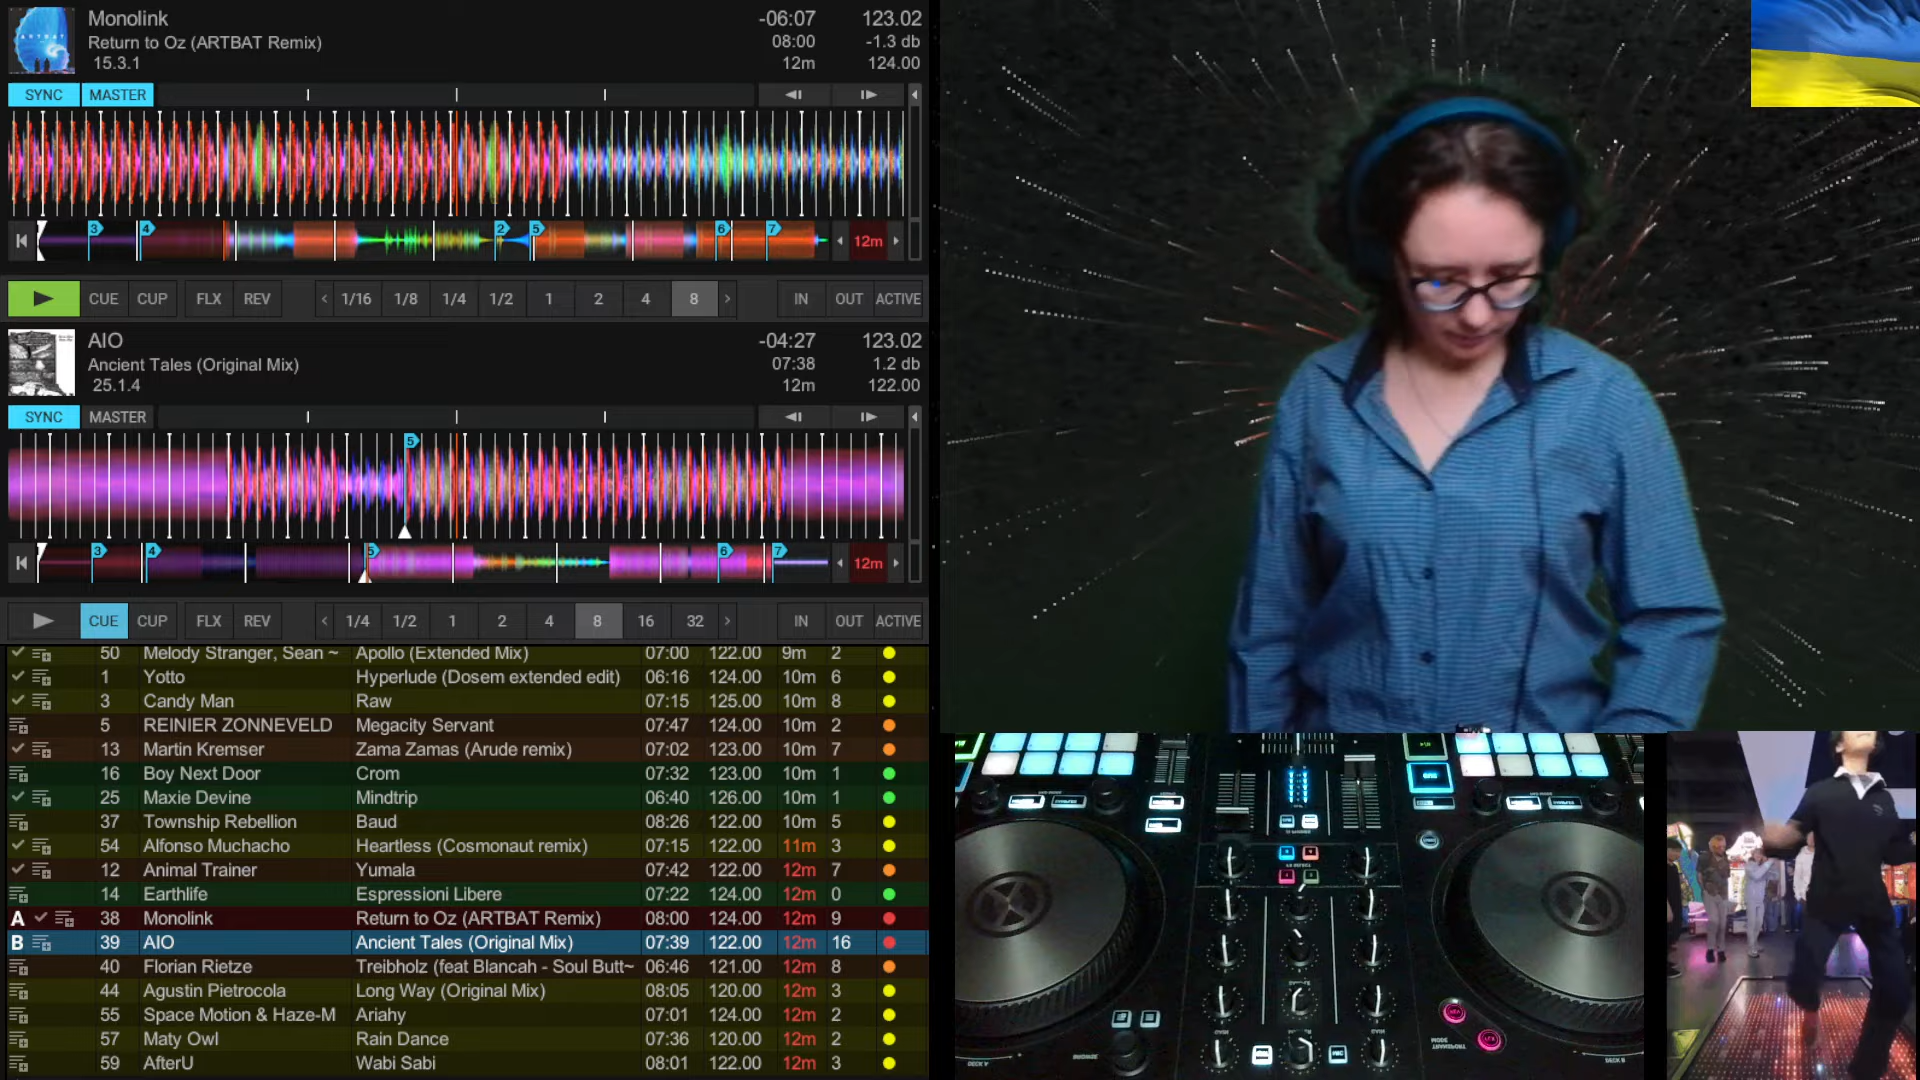 Monolink -06:07 123.02
Return to Oz (ARTBAT Remix) 08:00 -1.3 db
15.3.1 12m 124.00
SYNC MASTER
3 4 2 5 6 7 12m
CUE CUP FLX REV 1/16 1/8 1/4 1/2 1 2 4 8 IN OUT ACTIVE
AIO -04:27 123.02
Ancient Tales (Original Mix) 07:38 1.2 db
25.1.4 12m 122.00
SYNC MASTER
5
3 4 5 6 7 12m
CUE CUP FLX REV 1/4 1/2 1 2 4 8 16 32 IN OUT ACTIVE
50 Melody Stranger, Sean ~ Apollo (Extended Mix) 07:00 122.00 9m 2
1 Yotto Hyperlude (Dosem extended edit) 06:16 124.00 10m 6
3 Candy Man Raw 07:15 125.00 10m 8
5 REINIER ZONNEVELD Megacity Servant 07:47 124.00 10m 2
13 Martin Kremser Zama Zamas (Arude remix) 07:02 123.00 10m 7
16 Boy Next Door Crom 07:32 123.00 10m 1
25 Maxie Devine Mindtrip 06:40 126.00 10m 1
37 Township Rebellion Baud 08:26 122.00 10m 5
54 Alfonso Muchacho Heartless (Cosmonaut remix) 07:15 122.00 11m 3
12 Animal Trainer Yumala 07:42 122.00 12m 7
14 Earthlife Espressioni Libere 07:22 124.00 12m 0
A 38 Monolink Return to Oz (ARTBAT Remix) 08:00 124.00 12m 9
B 39 AIO Ancient Tales (Original Mix) 07:39 122.00 12m 16
40 Florian Rietze Treibholz (feat Blancah - Soul Butt~ 06:46 121.00 12m 8
44 Agustin Pietrocola Long Way (Original Mix) 08:05 120.00 12m 3
55 Space Motion & Haze-M Ariahy 07:01 124.00 12m 2
57 Maty Owl Rain Dance 07:36 120.00 12m 2
59 AfterU Wabi Sabi 08:01 122.00 12m 3